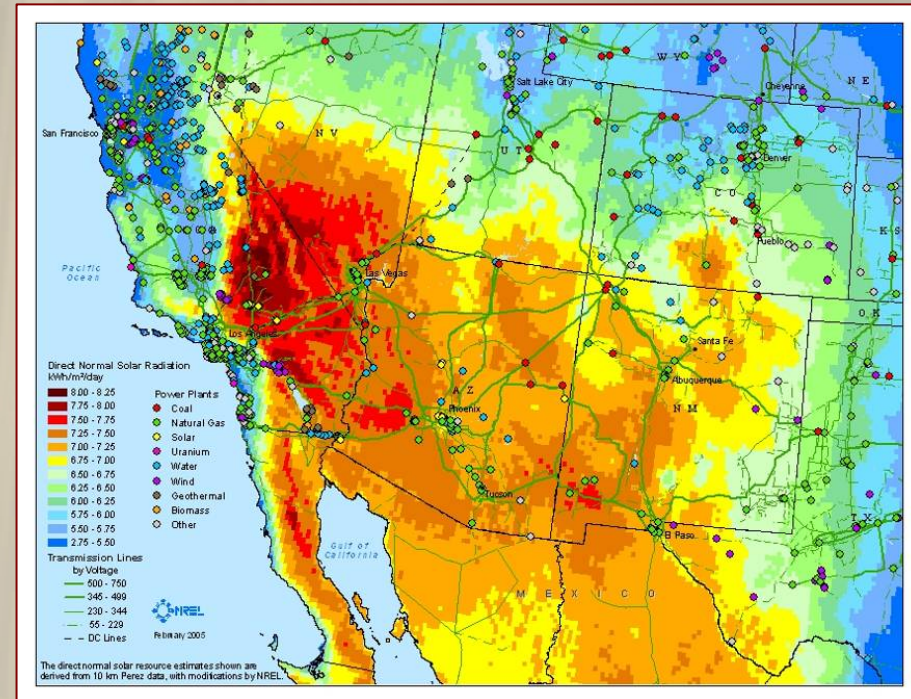 W Y
N E
Salt Lake City
Cheyenne
San Francisco
N V
U T
Denver
C O
Pueblo
K S
Pacific
Ocean
Las Vegas
O K
Los Angeles
Santa Fe
Albuquerque
A Z
Phoenix
N M
Tucson
El Paso
T X
Gulf of
California
M E X I C O
Direct Normal Solar Radiation
kWh/m²/day
8.00 - 8.25
7.75 - 8.00
7.50 - 7.75
7.25 - 7.50
7.00 - 7.25
6.75 - 7.00
6.50 - 6.75
6.25 - 6.50
6.00 - 6.25
5.75 - 6.00
5.50 - 5.75
2.75 - 5.50
Power Plants
Coal
Natural Gas
Solar
Uranium
Water
Wind
Geothermal
Biomass
Other
Transmission Lines
by Voltage
500 - 750
345 - 499
230 - 344
55 - 229
DC Lines
NREL
February 2005
The direct normal solar resource estimates shown are
derived from 10 km Perez data, with modifications by NREL.